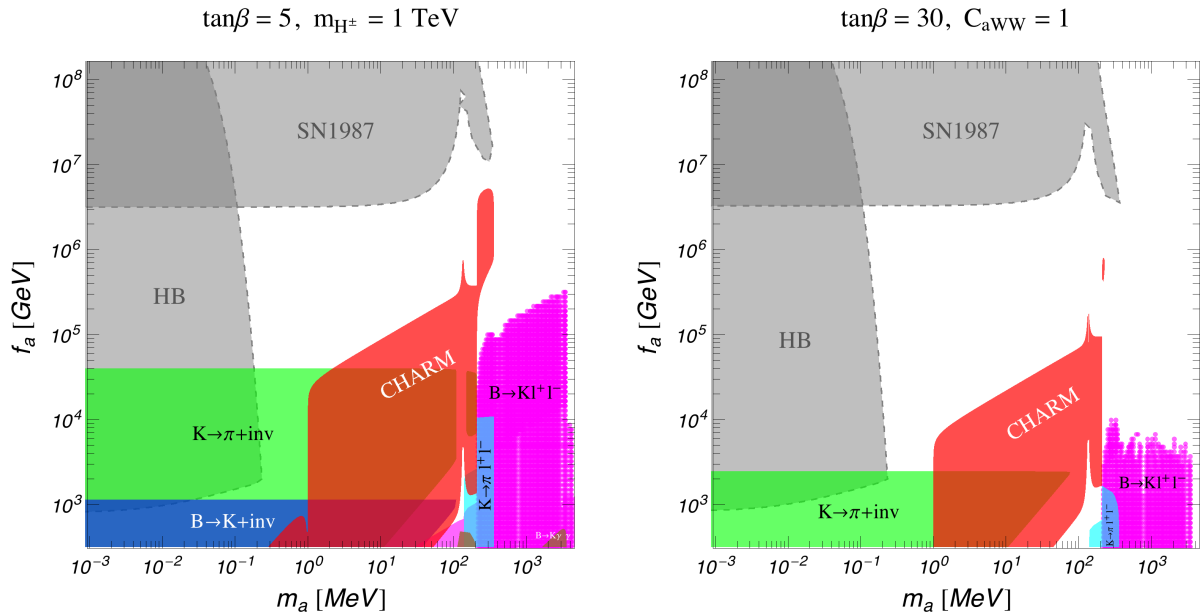 tanβ = 5, m_{H^±} = 1 TeV
10^8
10^7
10^6
10^5
10^4
10^3
f_a [GeV]
SN1987
HB
CHARM
K→π+inv
B→K+inv
K→π l^+ l^-
B→Kl^+ l^-
B→Kγ γ
10^{-3} 10^{-2} 10^{-1} 10^0 10^1 10^2 10^3
m_a [MeV]
tanβ = 30, C_{aWW} = 1
10^8
10^7
10^6
10^5
10^4
10^3
f_a [GeV]
SN1987
HB
CHARM
K→π+inv
K→π l^+ l^-
B→Kl^+ l^-
10^{-3} 10^{-2} 10^{-1} 10^0 10^1 10^2 10^3
m_a [MeV]